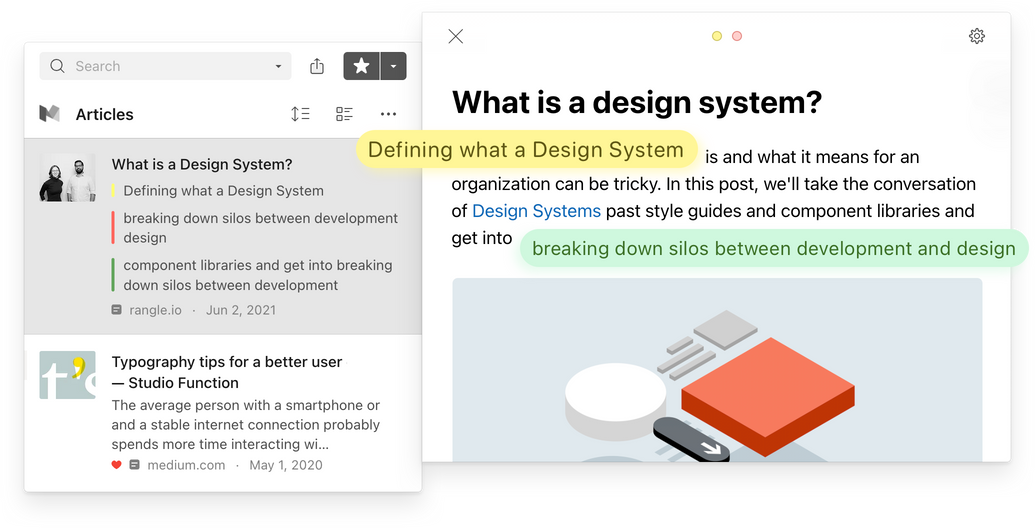 Search
Articles
What is a Design System?
Defining what a Design System
breaking down silos between development
design
component libraries and get into breaking
down silos between development
rangle.io · Jun 2, 2021
t’s
Typography tips for a better user
— Studio Function
The average person with a smartphone or
and a stable internet connection probably
spends more time interacting wi...
medium.com · May 1, 2020
What is a design system?
Defining what a Design System is and what it means for an
organization can be tricky. In this post, we'll take the conversation
of Design Systems past style guides and component libraries and
get into breaking down silos between development and design